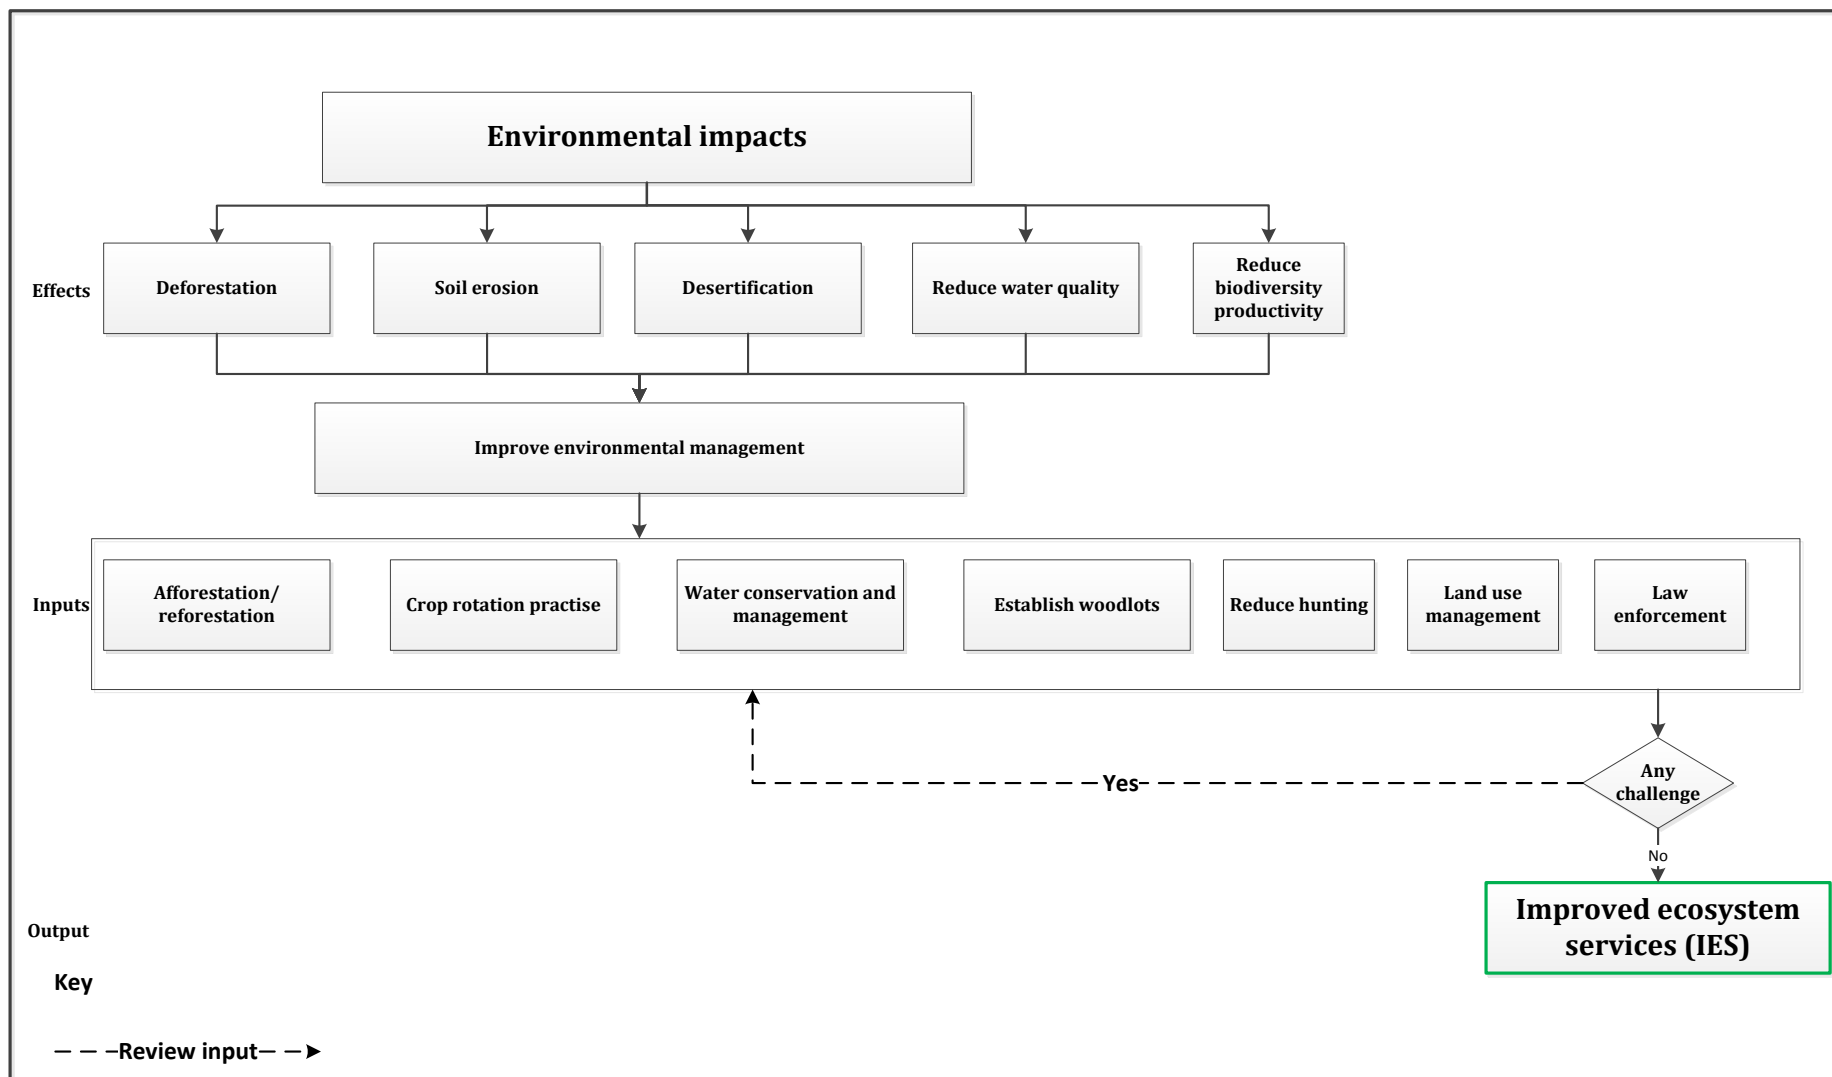 Environmental impacts
Effects
Deforestation
Soil erosion
Desertification
Reduce water quality
Reduce
biodiversity
productivity
Improve environmental management
Inputs
Afforestation/
reforestation
Crop rotation practise
Water conservation and
management
Establish woodlots
Reduce hunting
Land use
management
Law
enforcement
Yes
Any
challenge
No
Output
Improved ecosystem
services (IES)
Key
Review input